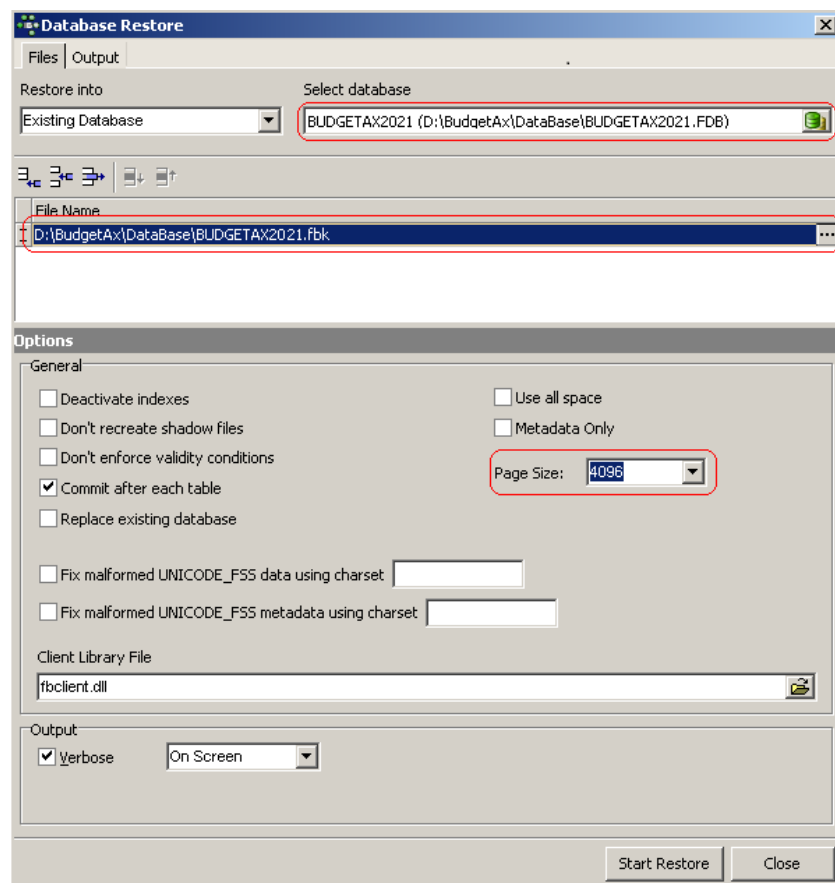 Database Restore
Files Output
Restore into Select database
Existing Database BUDGETAX2021 (D:\BudgetAx\DataBase\BUDGETAX2021.FDB)
File Name
D:\BudgetAx\DataBase\BUDGETAX2021.fbk ...
Options
General
Deactivate indexes Use all space
Don't recreate shadow files Metadata Only
Don't enforce validity conditions
Page Size: 4096
Commit after each table
Replace existing database
Fix malformed UNICODE_FSS data using charset
Fix malformed UNICODE_FSS metadata using charset
Client Library File
fbclient.dll
Output
Verbose On Screen
Start Restore Close